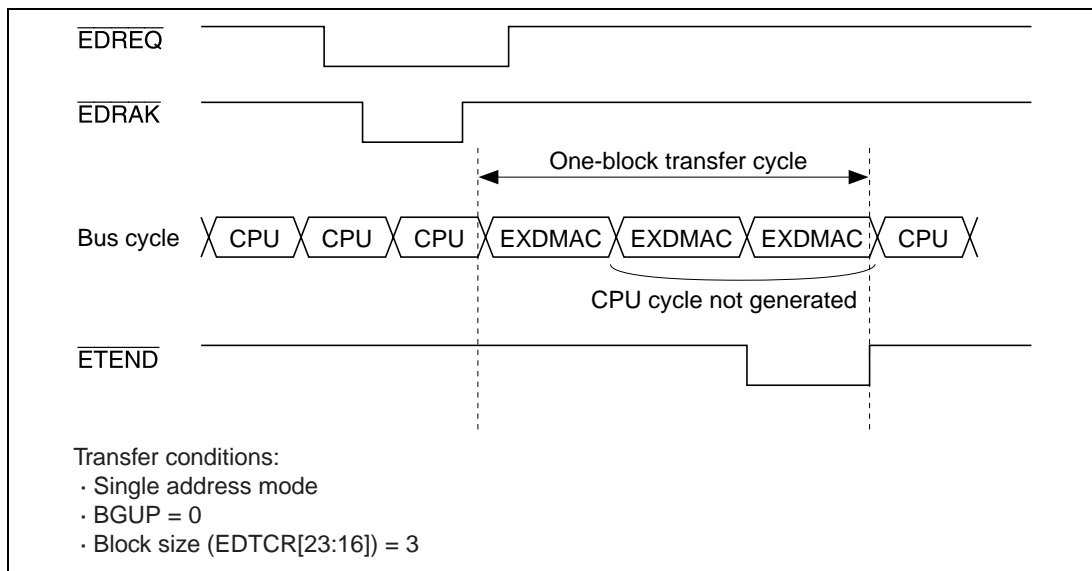 EDREQ
EDRAK
One-block transfer cycle
Bus cycle CPU CPU CPU EXDMAC EXDMAC EXDMAC CPU
CPU cycle not generated
ETEND
Transfer conditions:
· Single address mode
· BGUP = 0
· Block size (EDTCR[23:16]) = 3